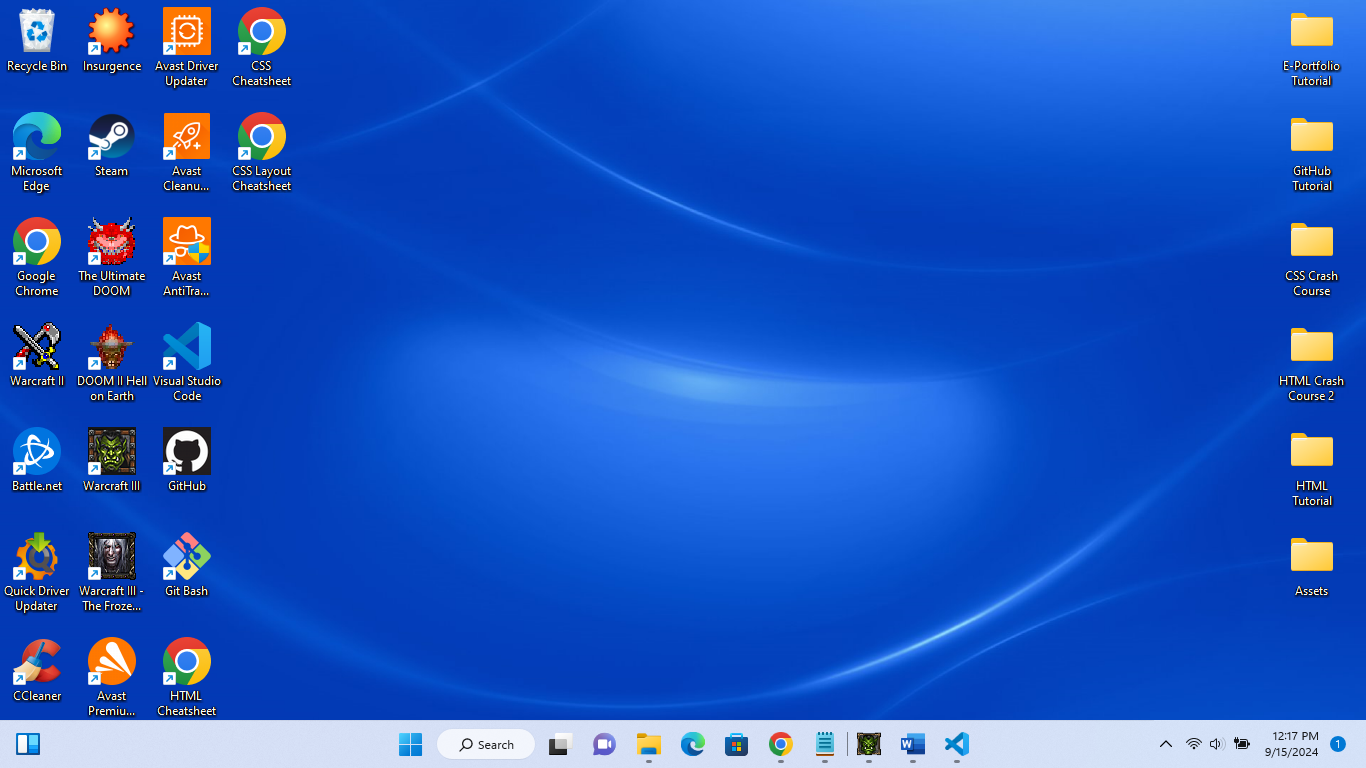 Recycle Bin
Insurgence
Avast Driver
Updater
CSS
Cheatsheet
Microsoft
Edge
Steam
Avast
Cleanu...
CSS Layout
Cheatsheet
Google
Chrome
The Ultimate
DOOM
Avast
AntiTra...
Warcraft II
DOOM II Hell
on Earth
Visual Studio
Code
Battle.net
Warcraft III
GitHub
Quick Driver
Updater
Warcraft III -
The Froze...
Git Bash
CCleaner
Avast
Premiu...
HTML
Cheatsheet
E-Portfolio
Tutorial
GitHub
Tutorial
CSS Crash
Course
HTML Crash
Course 2
HTML
Tutorial
Assets
Search
W
12:17 PM
9/15/2024
1